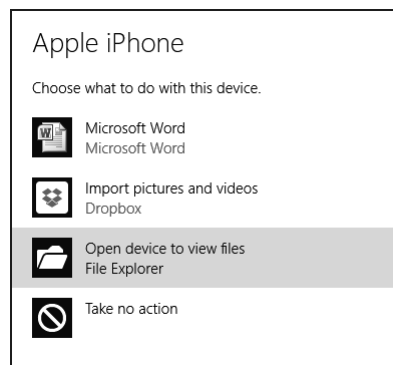 Apple iPhone
Choose what to do with this device.
Microsoft Word
Microsoft Word
Import pictures and videos
Dropbox
Open device to view files
File Explorer
Take no action